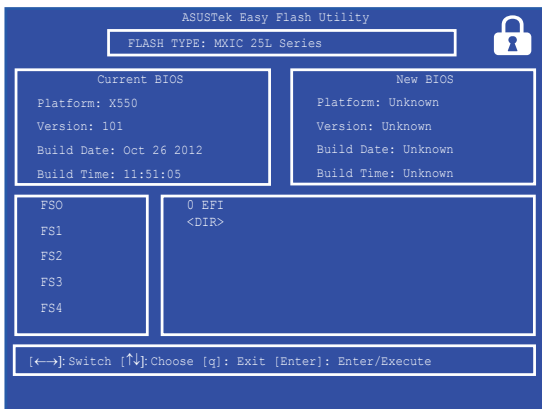 ASUSTek Easy Flash Utility
FLASH TYPE: MXIC 25L Series
Current BIOS
Platform: X550
Version: 101
Build Date: Oct 26 2012
Build Time: 11:51:05
New BIOS
Platform: Unknown
Version: Unknown
Build Date: Unknown
Build Time: Unknown
FSO
FS1
FS2
FS3
FS4
0 EFI
<DIR>
[←→]: Switch [↑↓]: Choose [q]: Exit [Enter]: Enter/Execute